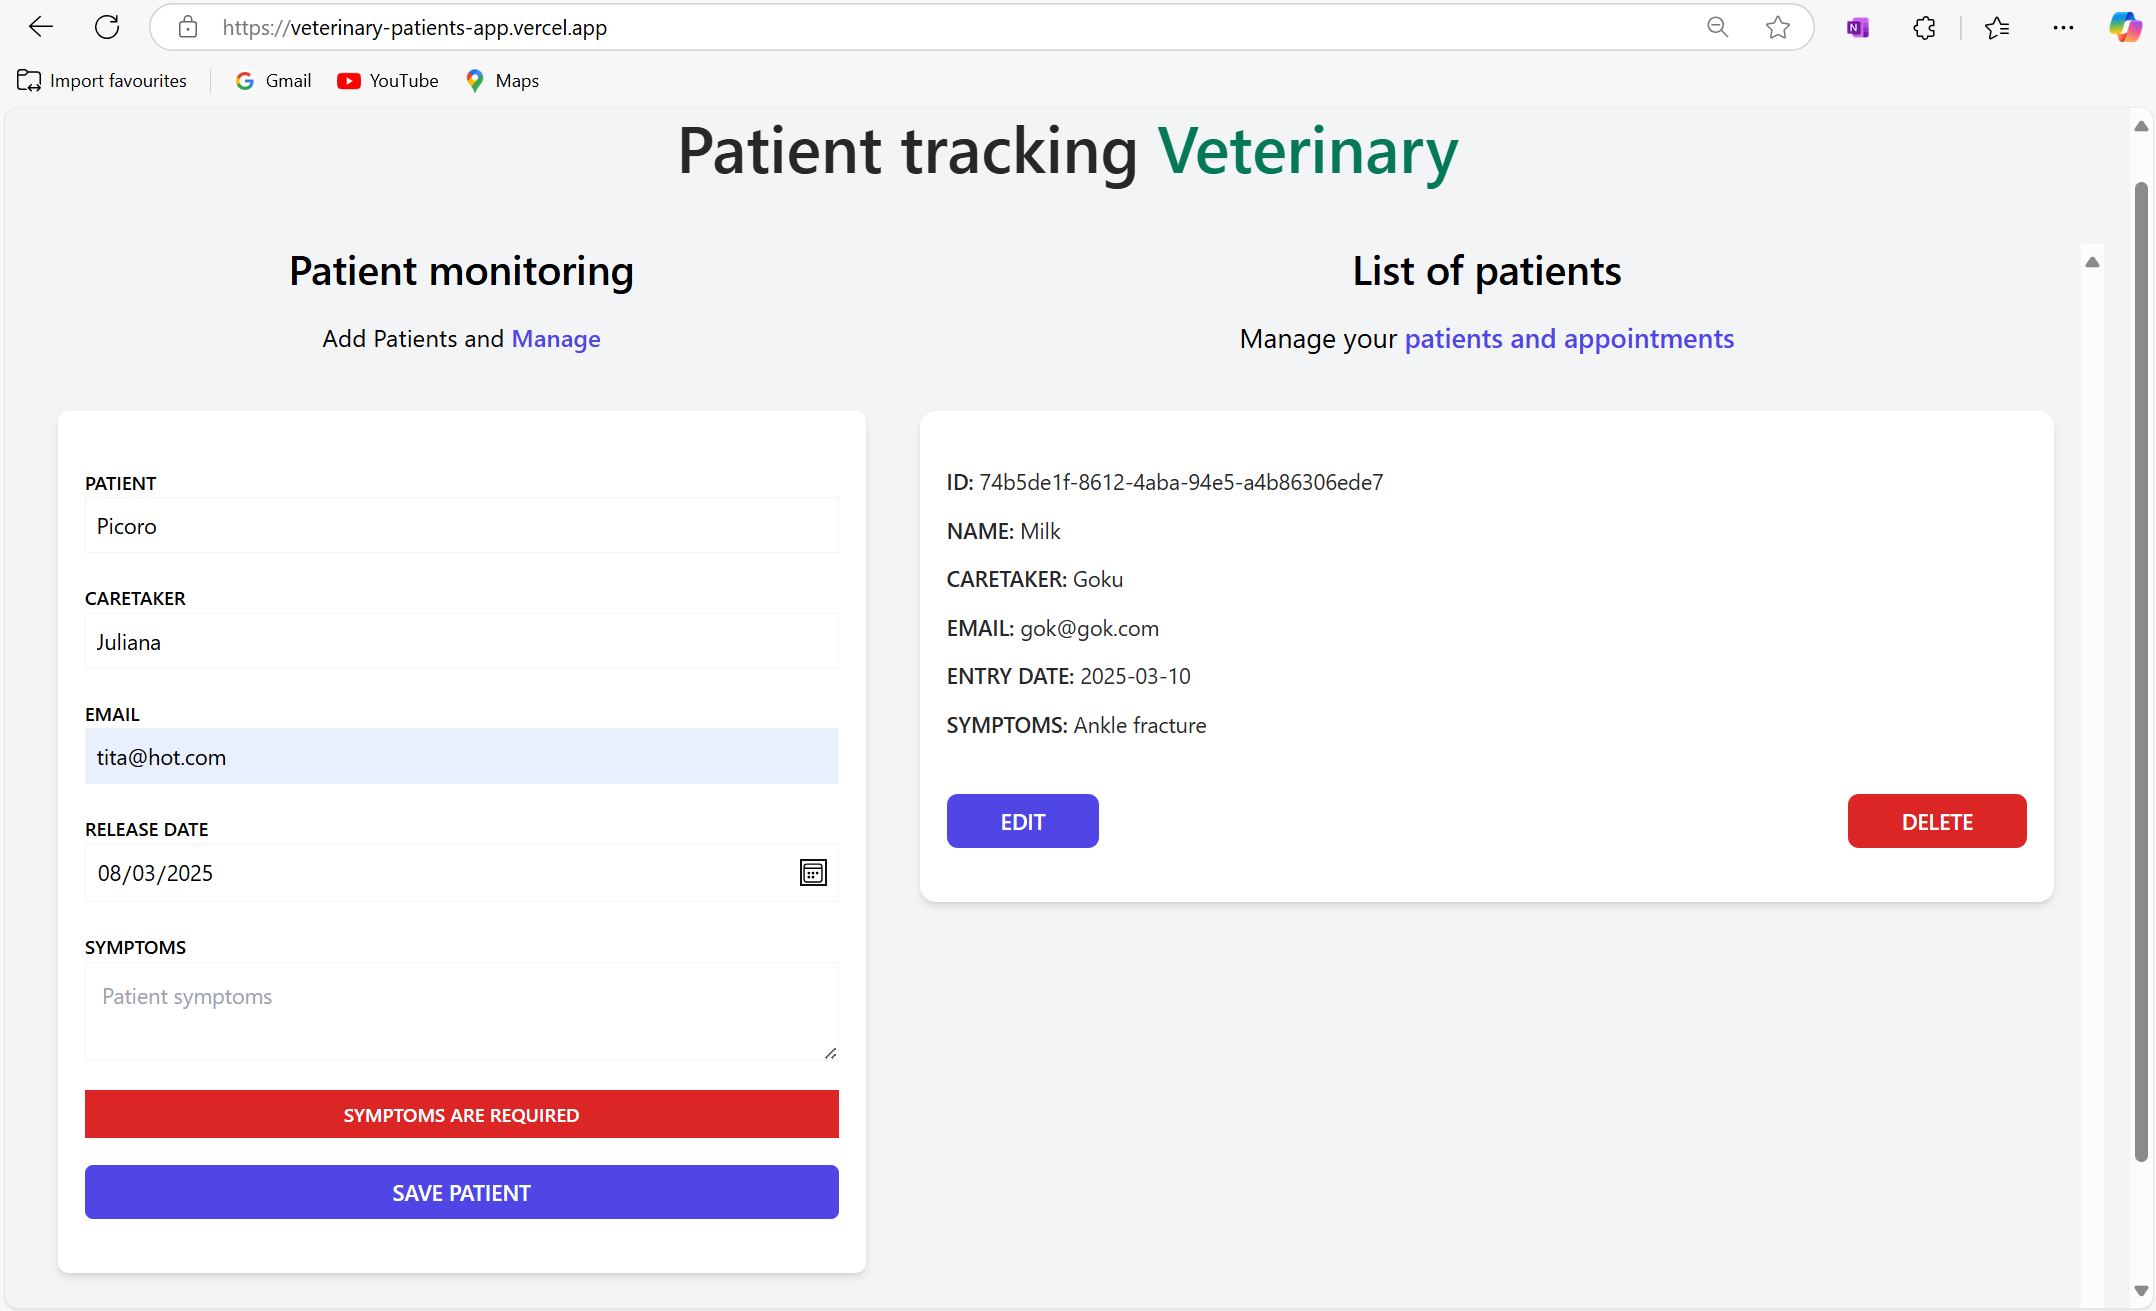 https://veterinary-patients-app.vercel.app
Import favourites
Gmail
YouTube
Maps
Patient tracking Veterinary
Patient monitoring
Add Patients and Manage
PATIENT
Picoro
CARETAKER
Juliana
EMAIL
tita@hot.com
RELEASE DATE
08/03/2025
SYMPTOMS
Patient symptoms
SYMPTOMS ARE REQUIRED
SAVE PATIENT
List of patients
Manage your patients and appointments
ID: 74b5de1f-8612-4aba-94e5-a4b86306ede7
NAME: Milk
CARETAKER: Goku
EMAIL: gok@gok.com
ENTRY DATE: 2025-03-10
SYMPTOMS: Ankle fracture
EDIT
DELETE